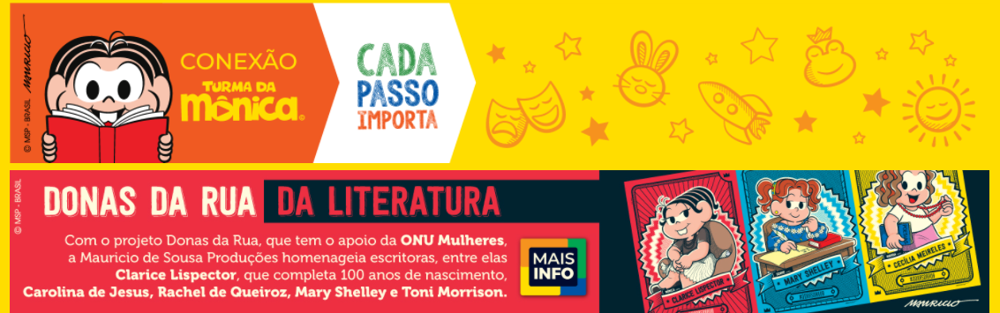 © MSP - BRASIL
MAURICIO
CONEXÃO
TURMA DA
MÔNICA
CADA
PASSO
IMPORTA
© MSP - BRASIL
DONAS DA RUA DA LITERATURA
Com o projeto Donas da Rua, que tem o apoio da ONU Mulheres,
a Mauricio de Sousa Produções homenageia escritoras, entre elas
Clarice Lispector, que completa 100 anos de nascimento,
Carolina de Jesus, Rachel de Queiroz, Mary Shelley e Toni Morrison.
MAIS
INFO
CLARICE LISPECTOR
MARY SHELLEY
CECÍLIA MEIRELES
MAURICIO